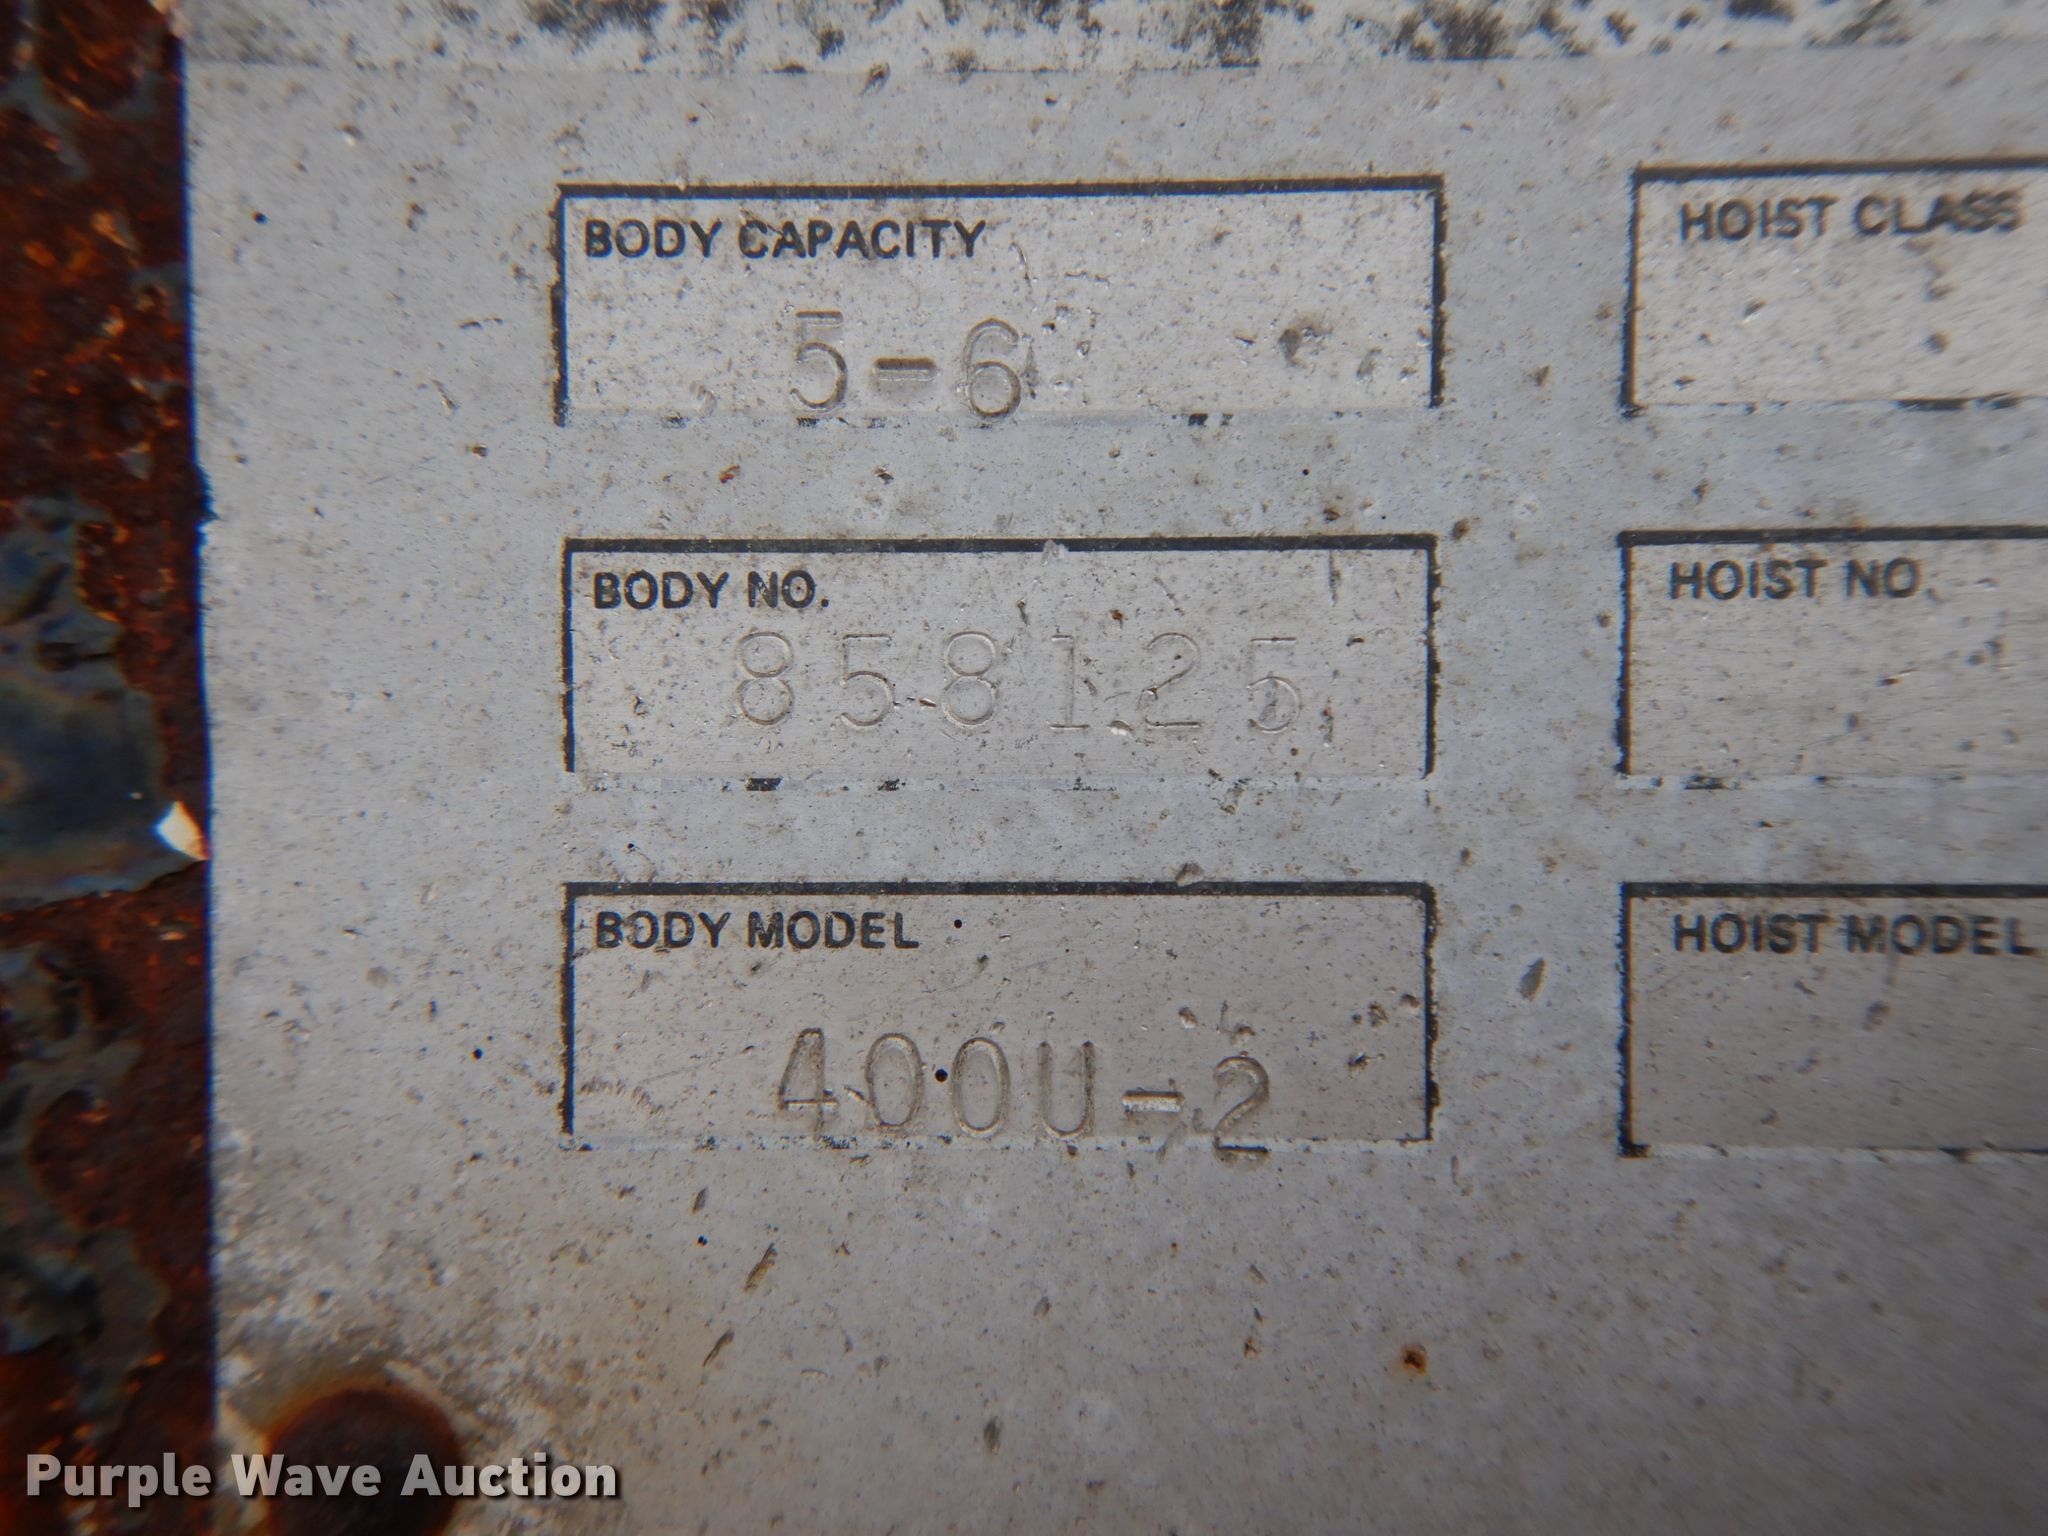 BODY CAPACITY
5-6
HOIST CLASS
BODY NO.
858125
HOIST NO.
BODY MODEL
400U-2
HOIST MODEL
Purple Wave Auction